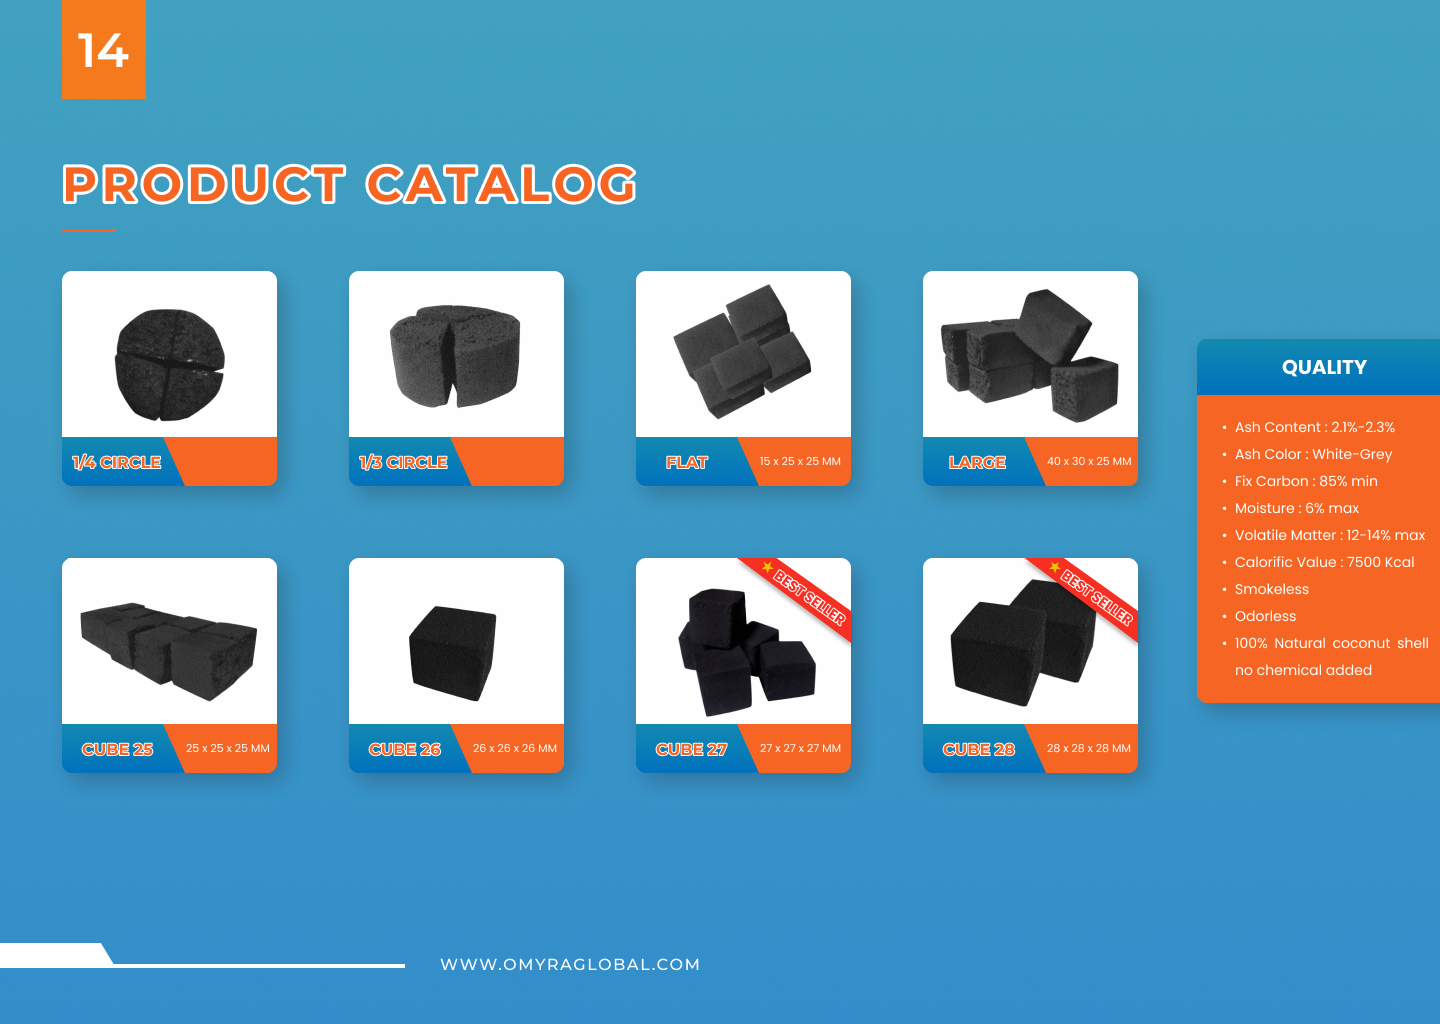 14
PRODUCT CATALOG
1/4 CIRCLE
1/3 CIRCLE
FLAT
15 x 25 x 25 MM
LARGE
40 x 30 x 25 MM
BEST SELLER
BEST SELLER
CUBE 25
25 x 25 x 25 MM
CUBE 26
26 x 26 x 26 MM
CUBE 27
27 x 27 x 27 MM
CUBE 28
28 x 28 x 28 MM
QUALITY
• Ash Content : 2.1%-2.3%
• Ash Color : White-Grey
• Fix Carbon : 85% min
• Moisture : 6% max
• Volatile Matter : 12-14% max
• Calorific Value : 7500 Kcal
• Smokeless
• Odorless
• 100% Natural coconut shell
no chemical added
WWW.OMYRAGLOBAL.COM